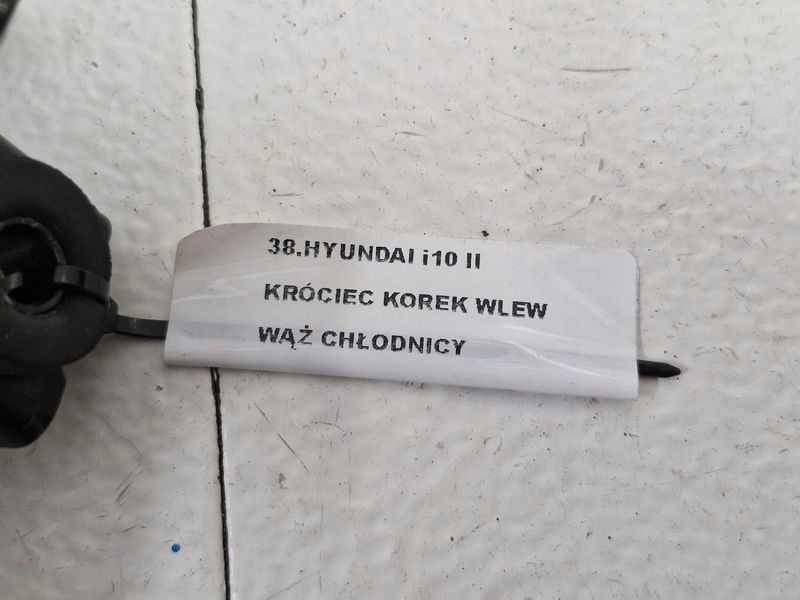 38.HYUNDAI i10 II
KRÓCIEC KOREK WLEW
WĄŻ CHŁODNICY